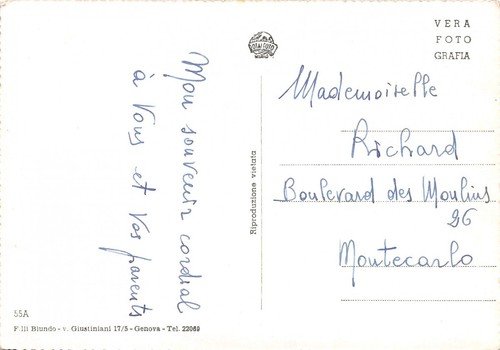 Mon souvenir cordial
à Vous et Vos parents
VERA
FOTO
GRAFIA
Mademoiselle
Richard
Boulevard des Moulins
26
Montecarlo
Riproduzione vietata
55A
F.lli Biundo - v. Giustiniani 17/5 - Genova - Tel. 22069